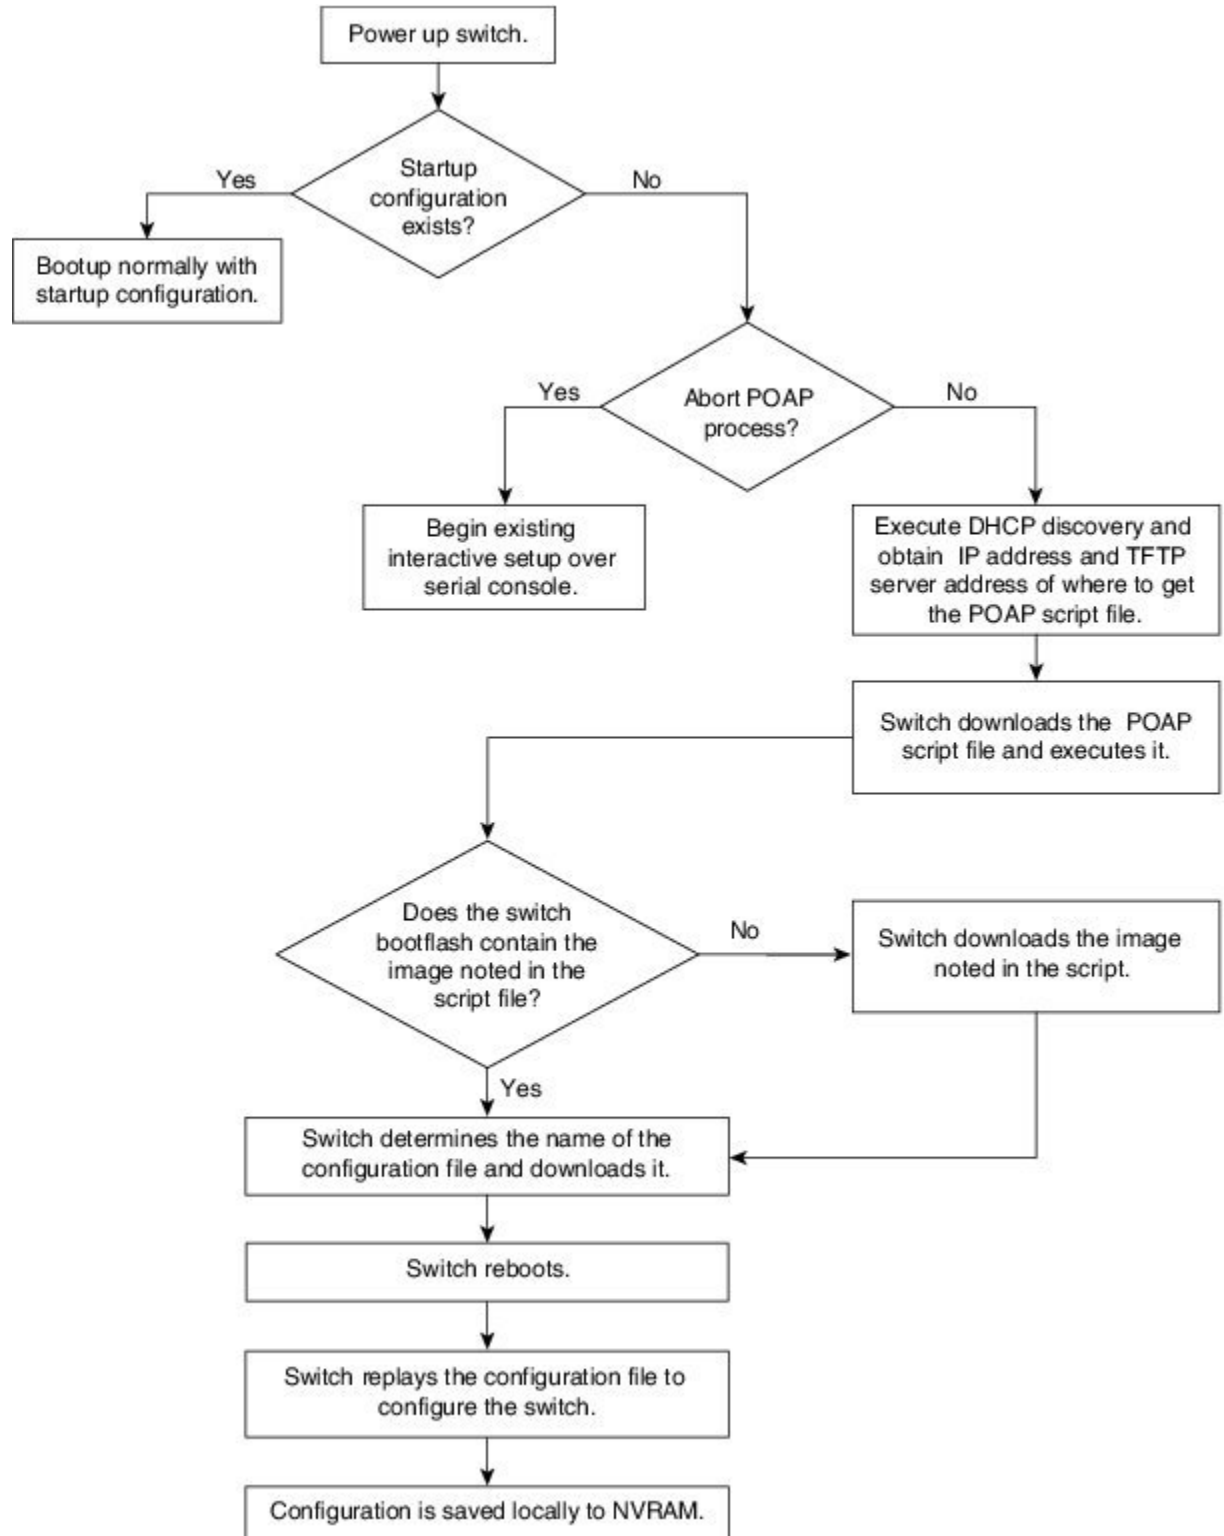 Power up switch.
Startup
configuration
exists?
Yes
No
Bootup normally with
startup configuration.
Abort POAP
process?
Yes
No
Begin existing
interactive setup over
serial console.
Execute DHCP discovery and
obtain IP address and TFTP
server address of where to get
the POAP script file.
Switch downloads the POAP
script file and executes it.
Does the switch
bootflash contain the
image noted in the
script file?
No
Switch downloads the image
noted in the script.
Yes
Switch determines the name of the
configuration file and downloads it.
Switch reboots.
Switch replays the configuration file to
configure the switch.
Configuration is saved locally to NVRAM.